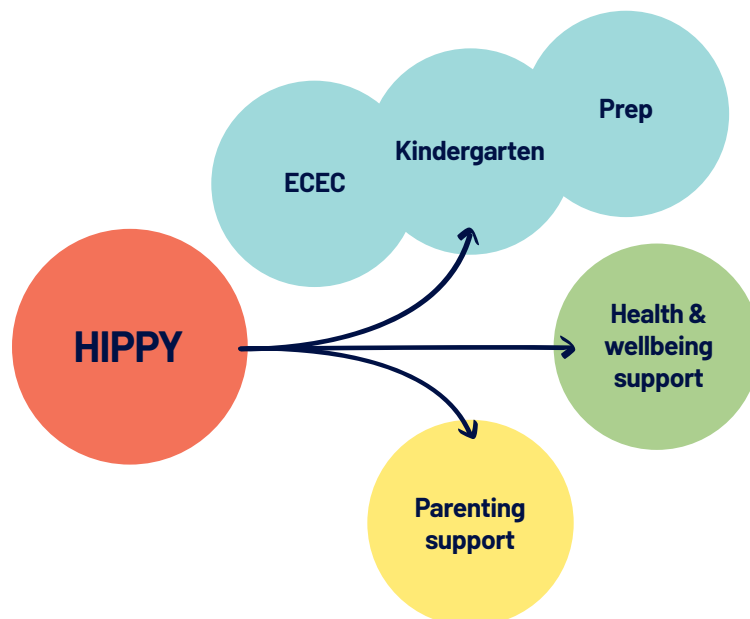 Prep
Kindergarten
ECEC
HIPPY
Health &
wellbeing
support
Parenting
support